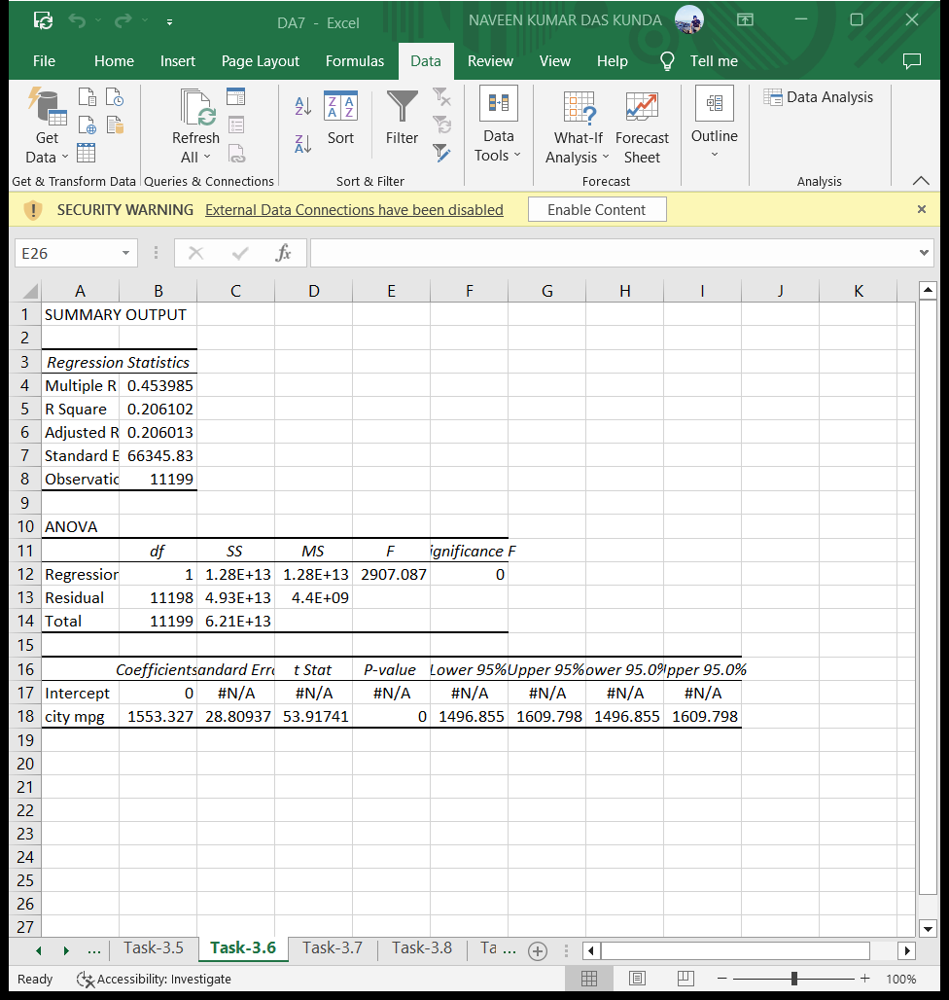 DA7 - Excel
NAVEEN KUMAR DAS KUNDA
File Home Insert Page Layout Formulas Data Review View Help Tell me
Get Data
Refresh All
Sort
Filter
Data Tools
What-If Analysis
Forecast Sheet
Outline
Data Analysis
Get & Transform Data Queries & Connections Sort & Filter Forecast Analysis
SECURITY WARNING External Data Connections have been disabled Enable Content
E26 fx
A B C D E F G H I J K
1 SUMMARY OUTPUT
2
3 Regression Statistics
4 Multiple R 0.453985
5 R Square 0.206102
6 Adjusted R 0.206013
7 Standard E 66345.83
8 Observatic 11199
9
10 ANOVA
11 df SS MS F ignificance F
12 Regression 1 1.28E+13 1.28E+13 2907.087 0
13 Residual 11198 4.93E+13 4.4E+09
14 Total 11199 6.21E+13
15
16 Coefficients andard Erro t Stat P-value Lower 95% Upper 95% ower 95.0% pper 95.0%
17 Intercept 0 #N/A #N/A #N/A #N/A #N/A #N/A #N/A
18 city mpg 1553.327 28.80937 53.91741 0 1496.855 1609.798 1496.855 1609.798
19
20
21
22
23
24
25
26
27
... Task-3.5 Task-3.6 Task-3.7 Task-3.8 Ta ...
Ready Accessibility: Investigate 100%